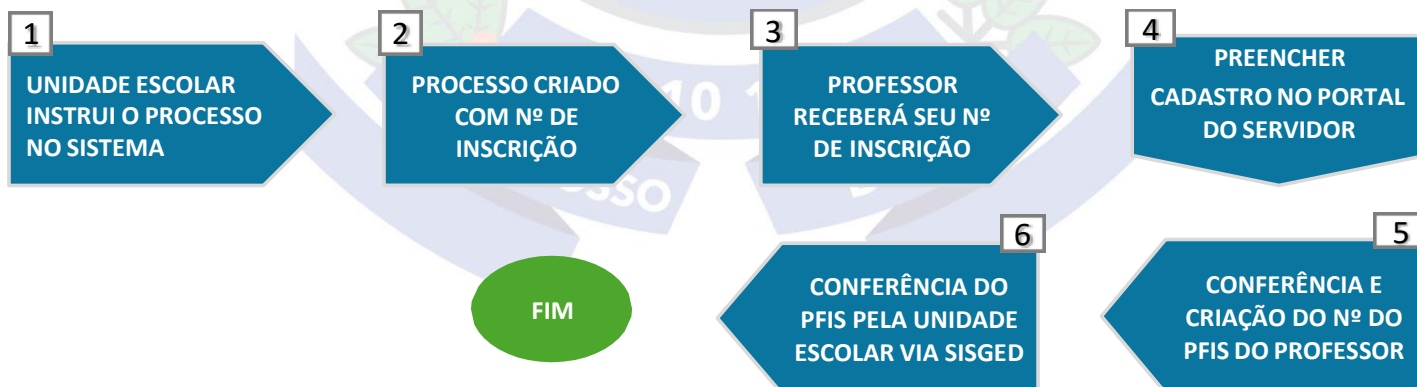 1
UNIDADE ESCOLAR
INSTRUI O PROCESSO
NO SISTEMA
2
PROCESSO CRIADO
COM Nº DE
INSCRIÇÃO
3
PROFESSOR
RECEBERÁ SEU Nº
DE INSCRIÇÃO
4
PREENCHER
CADASTRO NO PORTAL
DO SERVIDOR
5
CONFERÊNCIA E
CRIAÇÃO DO Nº DO
PFIS DO PROFESSOR
6
CONFERÊNCIA DO
PFIS PELA UNIDADE
ESCOLAR VIA SISGED
FIM
10
OSSO